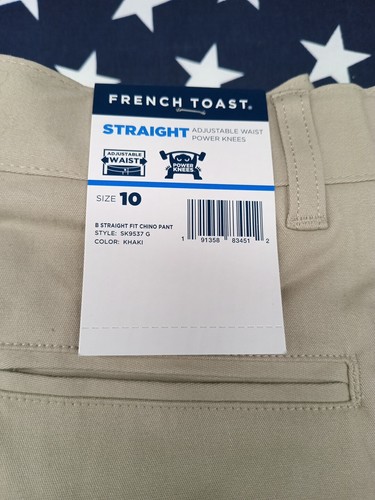 FRENCH TOAST®
STRAIGHT ADJUSTABLE WAIST
POWER KNEES
ADJUSTABLE
WAIST
POWER
KNEES
SIZE 10
B STRAIGHT FIT CHINO PANT
STYLE: SK9537 G
COLOR: KHAKI
1 91358 83451 2